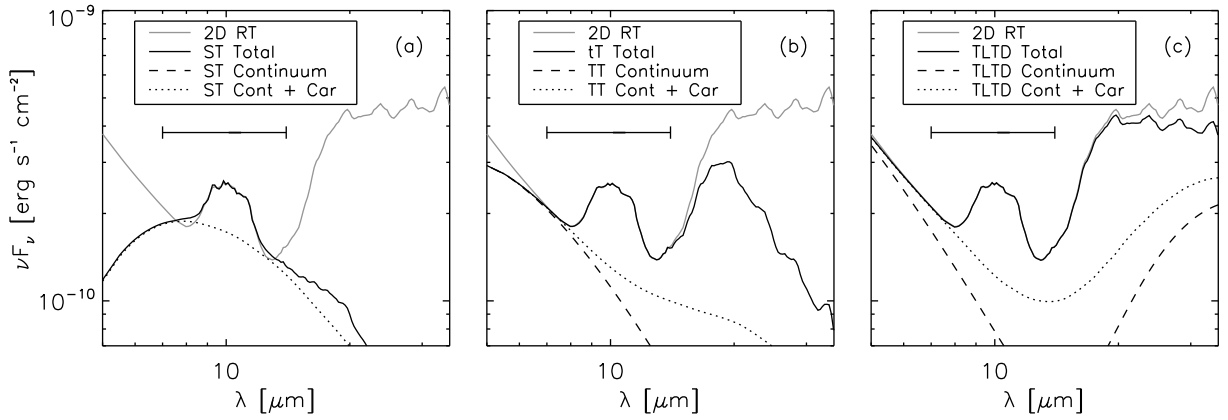 10⁻⁹
10⁻¹⁰
νFν [erg s⁻¹ cm⁻²]
2D RT
ST Total
ST Continuum
ST Cont + Car
(a)
10
λ [μm]
2D RT
tT Total
TT Continuum
TT Cont + Car
(b)
10
λ [μm]
2D RT
TLTD Total
TLTD Continuum
TLTD Cont + Car
(c)
10
λ [μm]